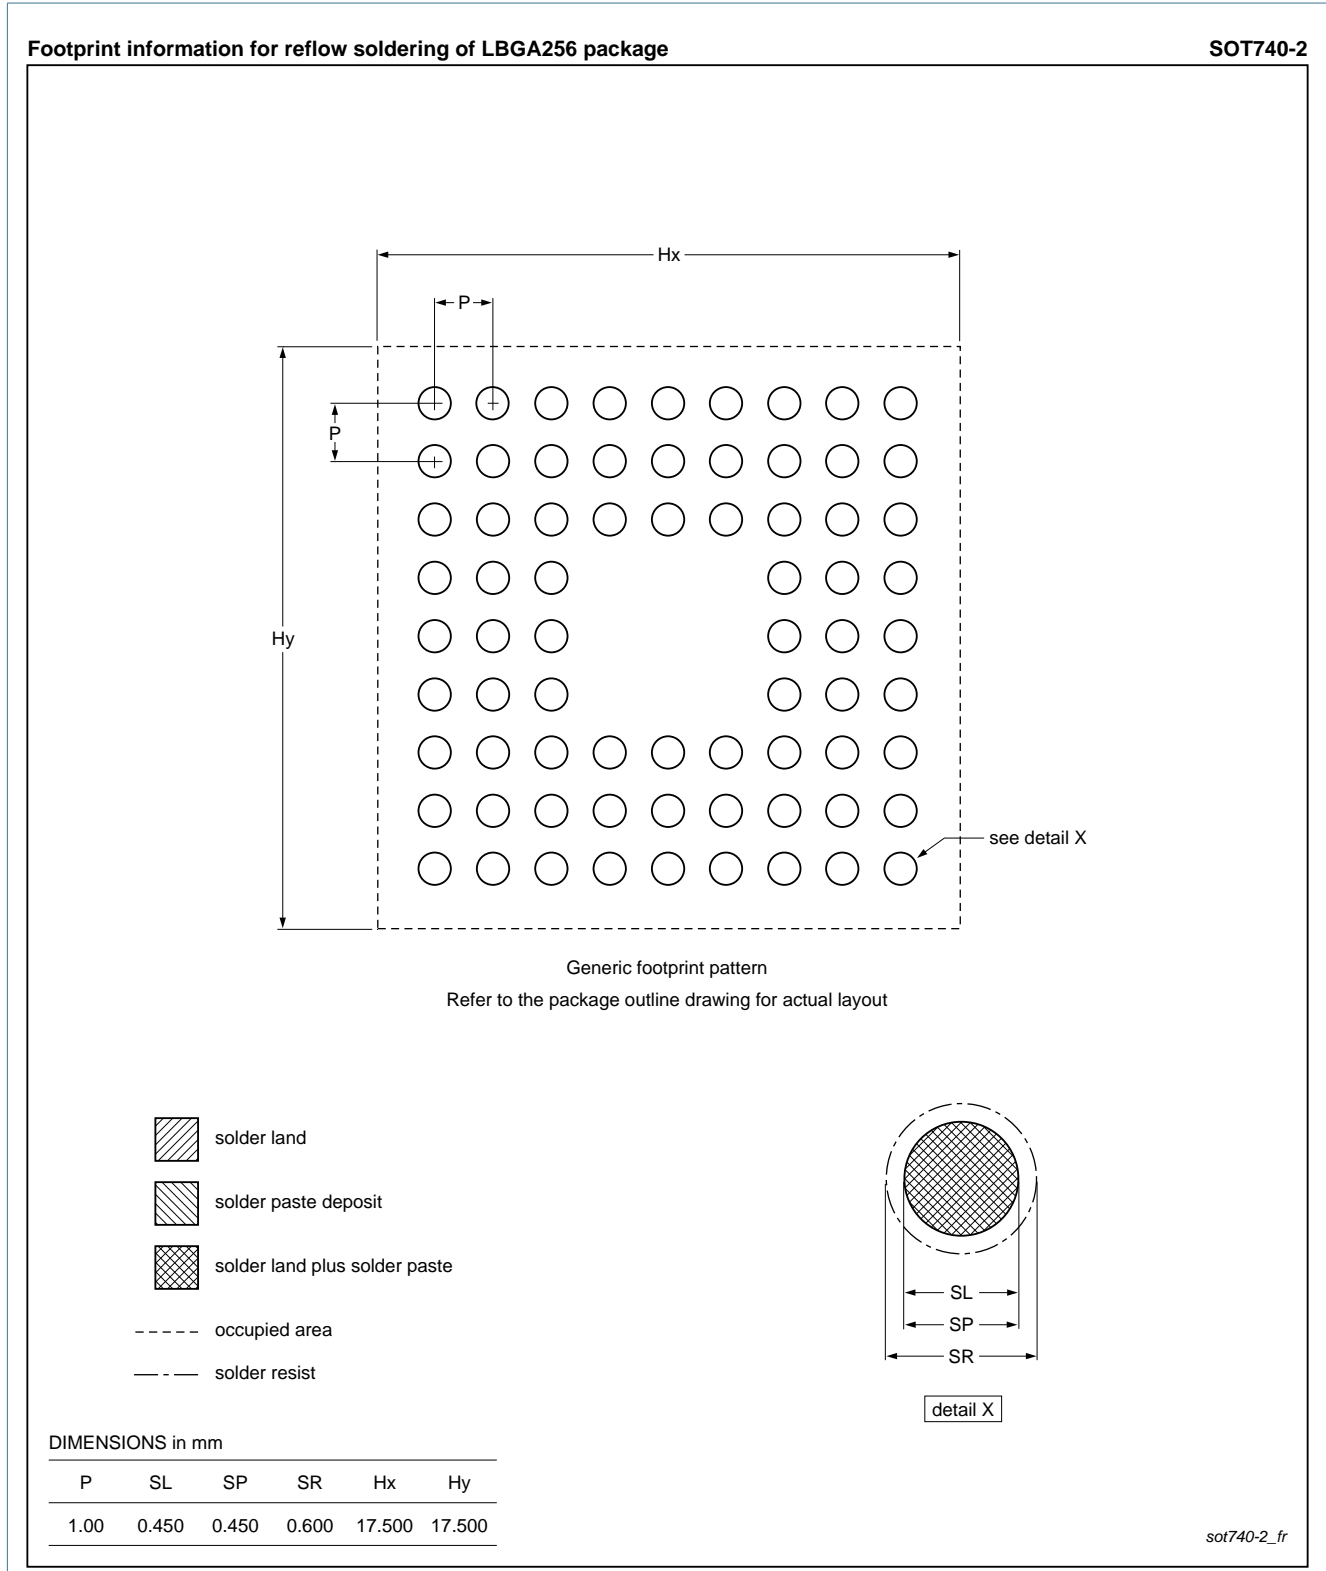 Footprint information for reflow soldering of LBGA256 package SOT740-2
Hx
P
P
Hy
see detail X
Generic footprint pattern
Refer to the package outline drawing for actual layout
solder land
solder paste deposit
solder land plus solder paste
occupied area
solder resist
SL
SP
SR
detail X
DIMENSIONS in mm
P SL SP SR Hx Hy
1.00 0.450 0.450 0.600 17.500 17.500
sot740-2_fr